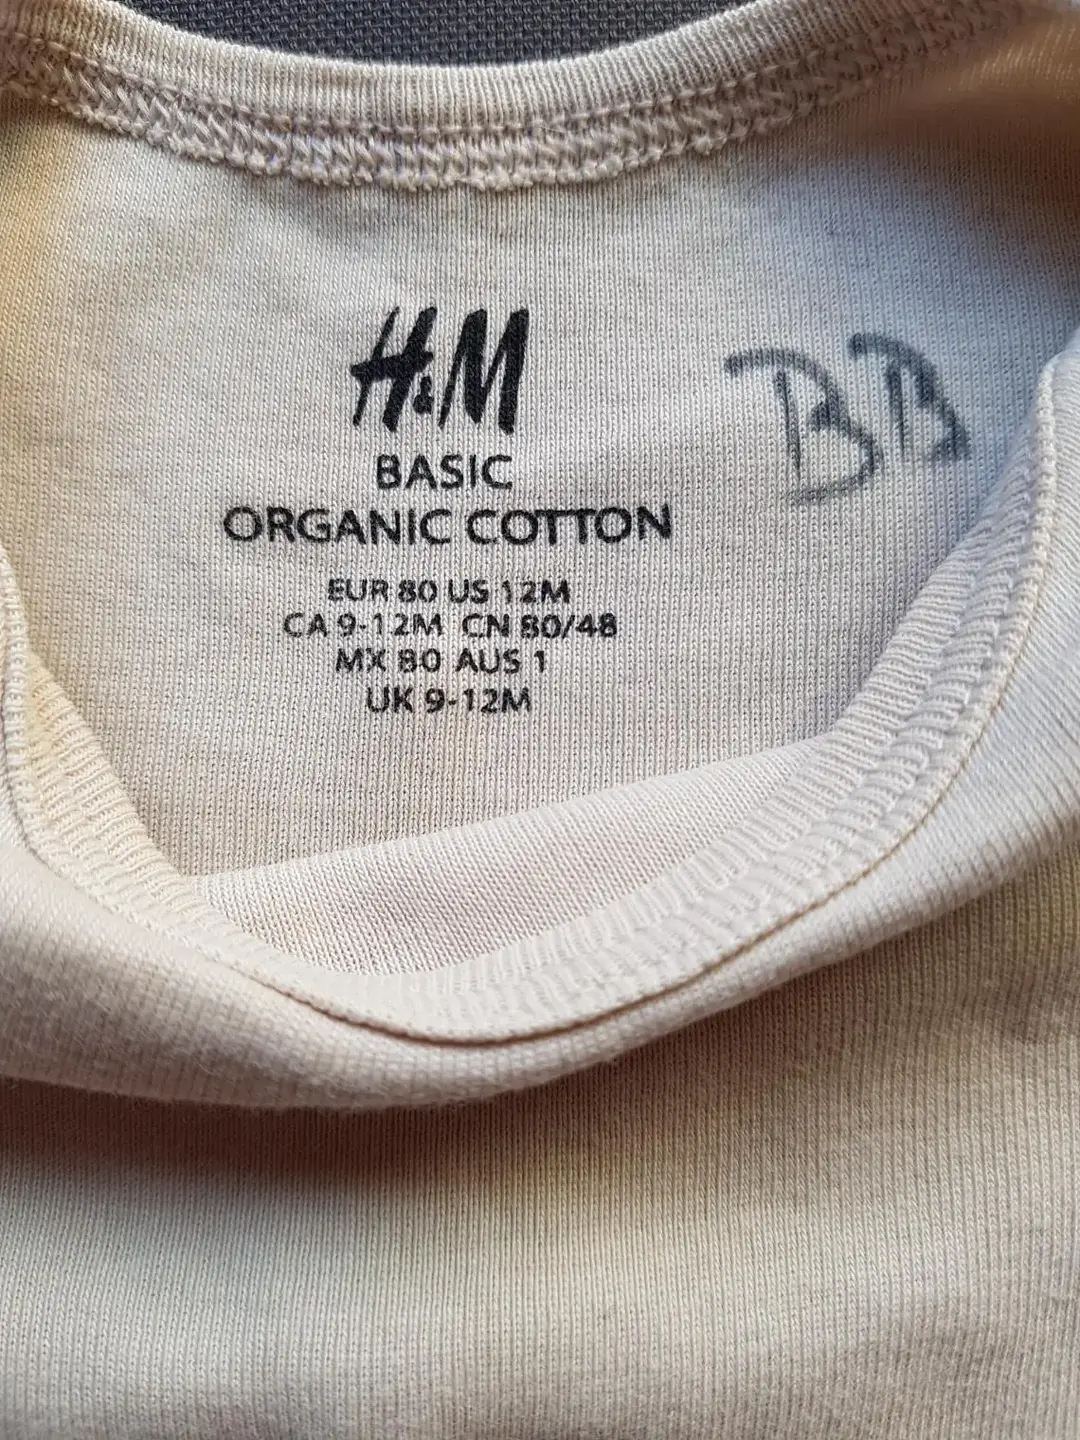 H&M
BB
BASIC
ORGANIC COTTON
EUR 80 US 12M
CA 9-12M CN 80/48
MX 80 AUS 1
UK 9-12M